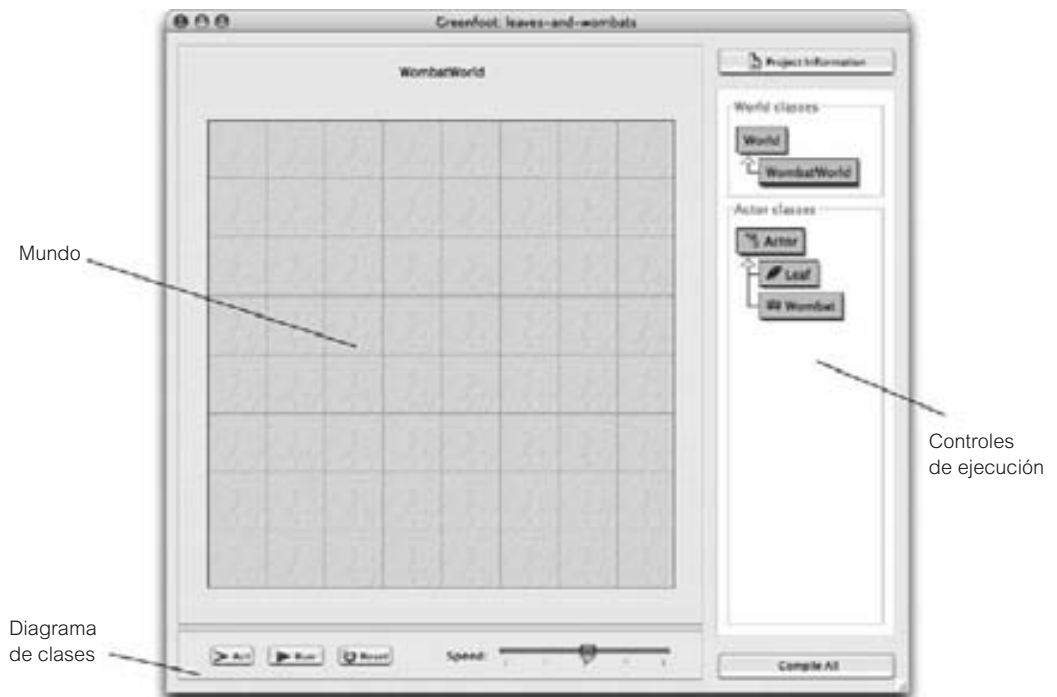 Greenfoot: leaves-and-wombats
WombatWorld
Project Information
World classes
World
WombatWorld
Actor classes
Actor
Leaf
Wombat
Mundo
Controles
de ejecución
Diagrama
de clases
Act
Run
Reset
Speed:
Compile All